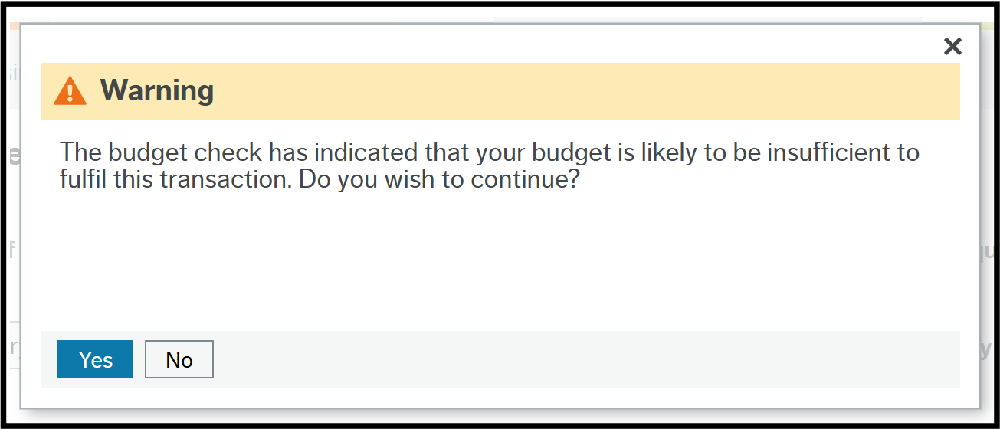 Warning
The budget check has indicated that your budget is likely to be insufficient to
fulfil this transaction. Do you wish to continue?
Yes No